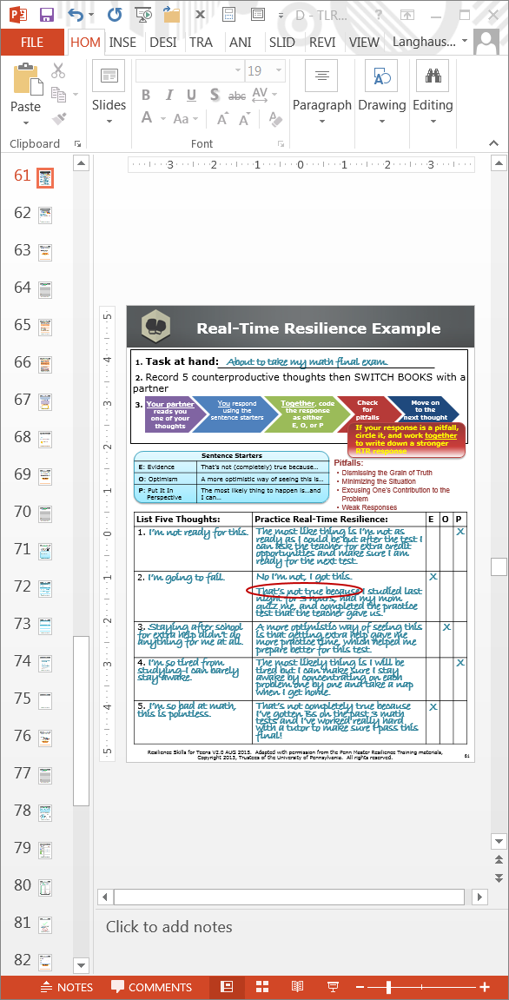 D - TLR...
FILE HOM INSE DESI TRA ANI SLID REVI VIEW Langhaus...
19
Paste Slides Paragraph Drawing Editing
B I U S abc AV
A Aa A A A
Clipboard Font
3 2 1 0 1 2 3
61
62
63
64
65
66
67
68
69
70
71
72
73
74
75
76
77
78
79
80
81
82
5 4 3 2 1 0 1 2 3 4 5
Real-Time Resilience Example
1. Task at hand: About to take my math final exam.
2. Record 5 counterproductive thoughts then SWITCH BOOKS with a
partner
3.
Your partner
reads you
one of your
thoughts
You respond
using the
sentence starters
Together, code
the response
as either
E, O, or P
Check
for
pitfalls
Move on
to the
next thought
If your response is a pitfall,
circle it, and work together
to write down a stronger
RTR response
Sentence Starters
E: Evidence That's not (completely) true because...
O: Optimism A more optimistic way of seeing this is...
P: Put It In
Perspective
The most likely thing to happen is...and
I can...
Pitfalls:
• Dismissing the Grain of Truth
• Minimizing the Situation
• Excusing One's Contribution to the
Problem
• Weak Responses
List Five Thoughts: Practice Real-Time Resilience: E O P
1. I'm not ready for this.
The most like thing is I'm not as
ready as I could be but after the test I
can ask the teacher for extra credit
opportunities and make sure I am
ready for the next test.
X
2. I'm going to fail.
No I'm not, I got this.
X
That's not true because I studied last
night for 3 hours, had my mom
quiz me, and completed the practice
test that the teacher gave us.
3. Staying after school
for extra help didn't do
anything for me at all.
A more optimistic way of seeing this
is that getting extra help gave me
more practice time, which helped me
prepare better for this test.
X
4. I'm so tired from
studying-I can barely
stay awake.
The most likely thing is I will be
tired but I can make sure I stay
awake by concentrating on each
problem one by one and take a nap
when I get home.
X
5. I'm so bad at math,
this is pointless.
That's not completely true because
I've gotten Bs on the past 3 math
tests and I've worked really hard
with a tutor to make sure I pass this
final!
X
Resilience Skills for Teens V2.0 AUG 2015. Adapted with permission from the Penn Master Resilience Training materials,
Copyright 2013, Trustees of the University of Pennsylvania. All rights reserved.
61
Click to add notes
NOTES COMMENTS